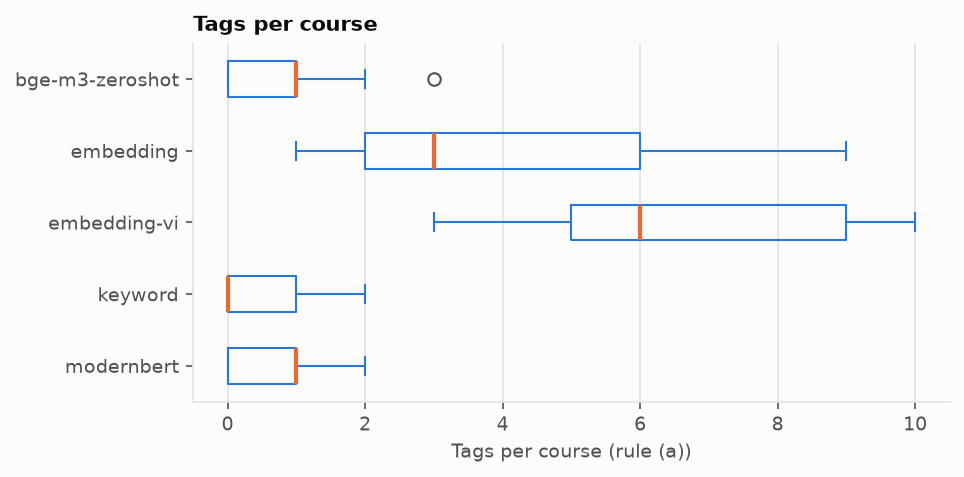 Tags per course
bge-m3-zeroshot
embedding
embedding-vi
keyword
modernbert
0 2 4 6 8 10
Tags per course (rule (a))